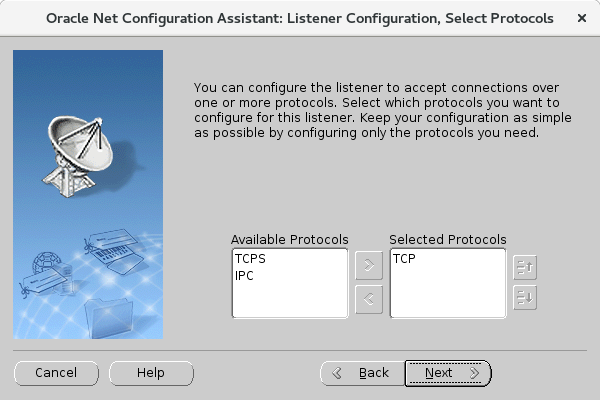 Oracle Net Configuration Assistant: Listener Configuration, Select Protocols
You can configure the listener to accept connections over
one or more protocols. Select which protocols you want to
configure for this listener. Keep your configuration as simple
as possible by configuring only the protocols you need.
Available Protocols
Selected Protocols
TCPS
IPC
TCP
Cancel
Help
Back
Next